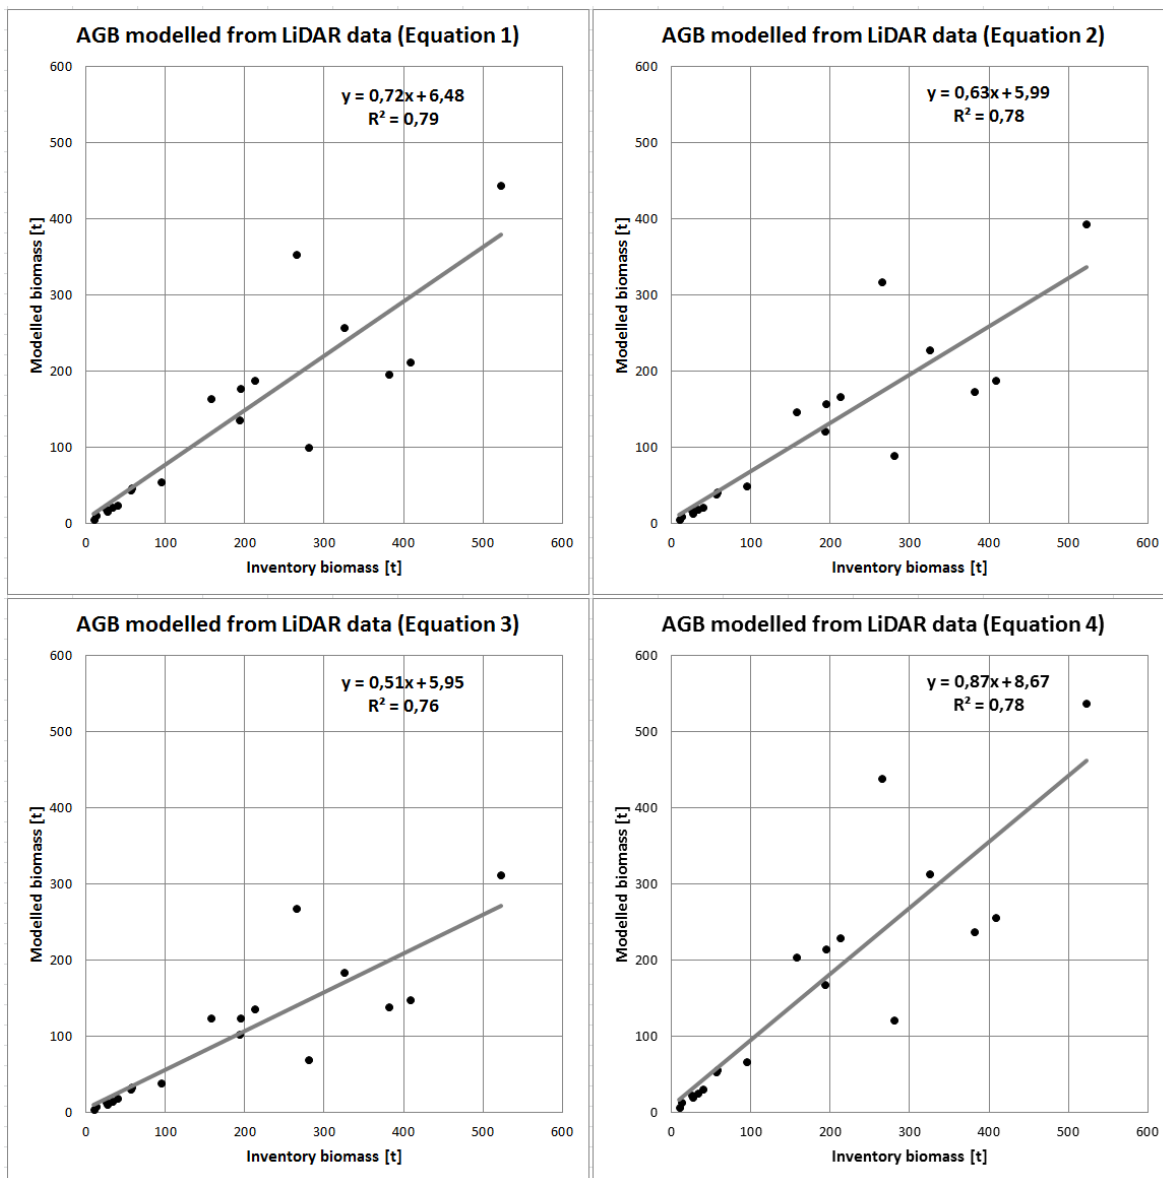 AGB modelled from LiDAR data (Equation 1)
600
y = 0,72x + 6,48
R² = 0,79
500
400
300
200
100
0
Modelled biomass [t]
0 100 200 300 400 500 600
Inventory biomass [t]
AGB modelled from LiDAR data (Equation 2)
600
y = 0,63x + 5,99
R² = 0,78
500
400
300
200
100
0
Modelled biomass [t]
0 100 200 300 400 500 600
Inventory biomass [t]
AGB modelled from LiDAR data (Equation 3)
600
y = 0,51x + 5,95
R² = 0,76
500
400
300
200
100
0
Modelled biomass [t]
0 100 200 300 400 500 600
Inventory biomass [t]
AGB modelled from LiDAR data (Equation 4)
600
y = 0,87x + 8,67
R² = 0,78
500
400
300
200
100
0
Modelled biomass [t]
0 100 200 300 400 500 600
Inventory biomass [t]